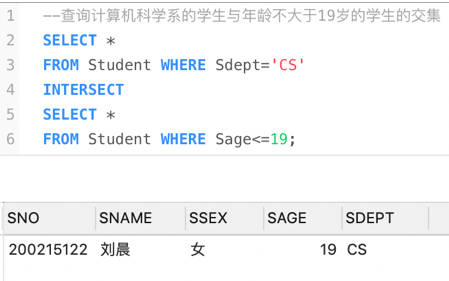 1 --查询计算机科学系的学生与年龄不大于19岁的学生的交集
2 SELECT *
3 FROM Student WHERE Sdept='CS'
4 INTERSECT
5 SELECT *
6 FROM Student WHERE Sage<=19;
SNO SNAME SSEX SAGE SDEPT
200215122 刘晨 女 19 CS